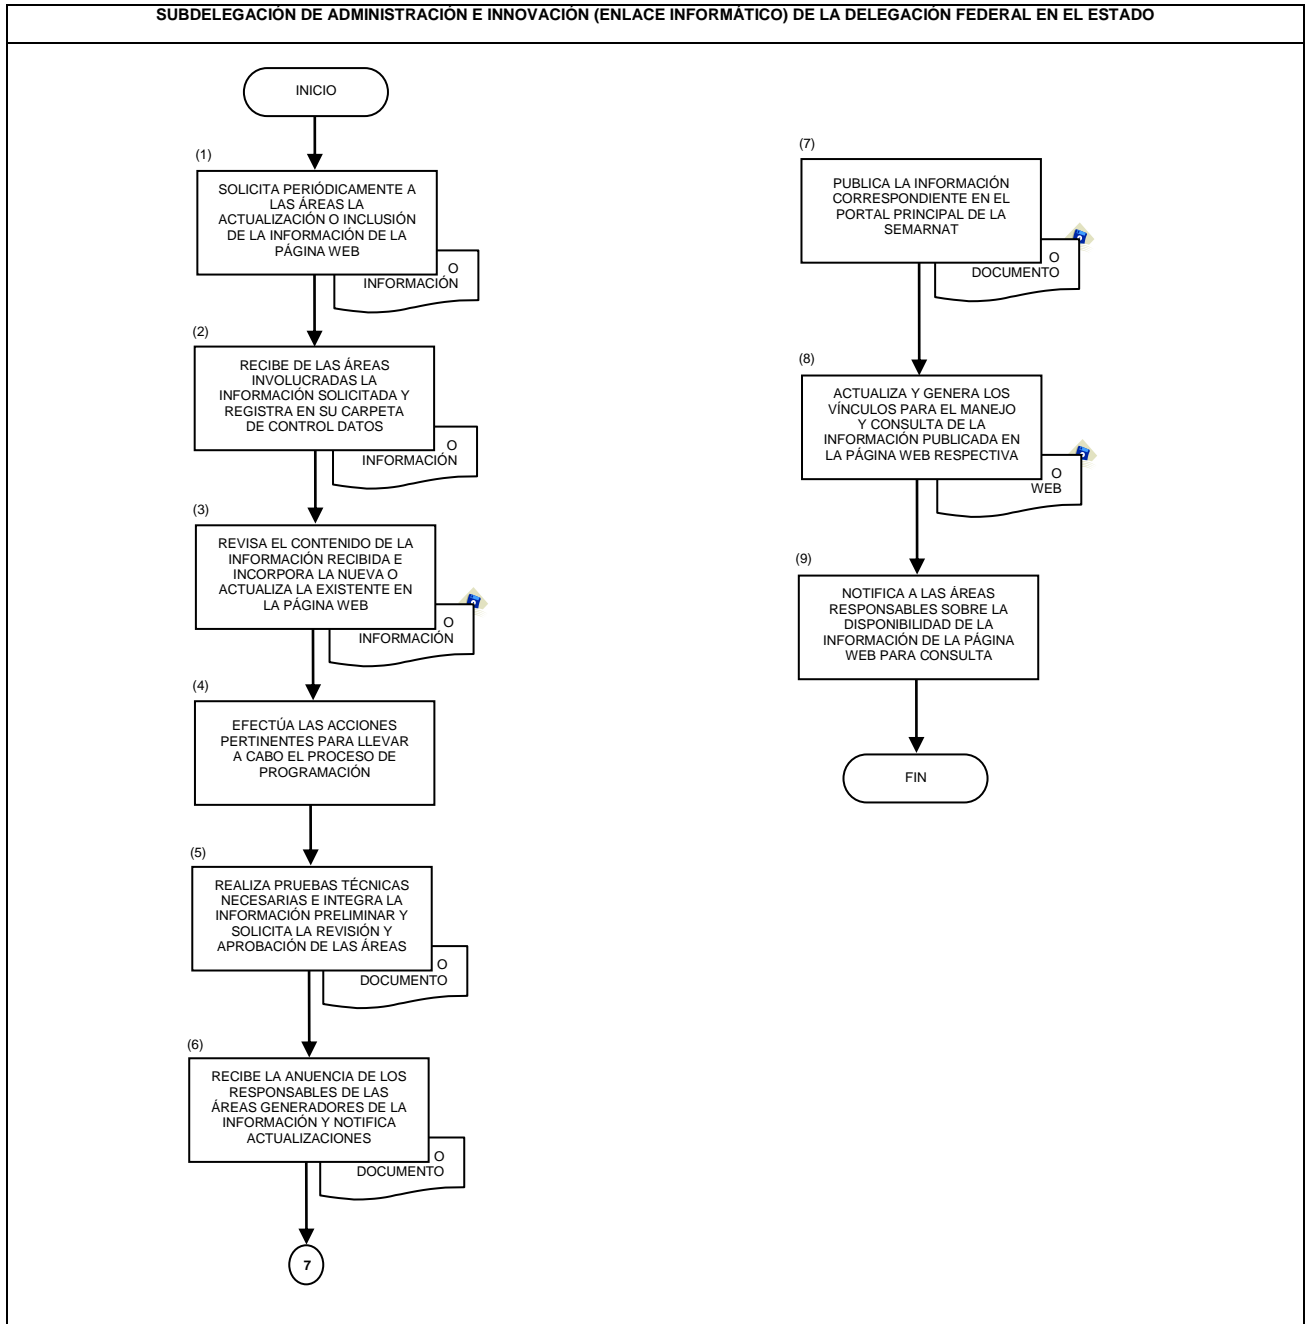 SUBDELEGACIÓN DE ADMINISTRACIÓN E INNOVACIÓN (ENLACE INFORMÁTICO) DE LA DELEGACIÓN FEDERAL EN EL ESTADO
INICIO
(1)
SOLICITA PERIÓDICAMENTE A
LAS ÁREAS LA
ACTUALIZACIÓN O INCLUSIÓN
DE LA INFORMACIÓN DE LA
PÁGINA WEB
O
INFORMACIÓN
(2)
RECIBE DE LAS ÁREAS
INVOLUCRADAS LA
INFORMACIÓN SOLICITADA Y
REGISTRA EN SU CARPETA
DE CONTROL DATOS
O
INFORMACIÓN
(3)
REVISA EL CONTENIDO DE LA
INFORMACIÓN RECIBIDA E
INCORPORA LA NUEVA O
ACTUALIZA LA EXISTENTE EN
LA PÁGINA WEB
O
INFORMACIÓN
(4)
EFECTÚA LAS ACCIONES
PERTINENTES PARA LLEVAR
A CABO EL PROCESO DE
PROGRAMACIÓN
(5)
REALIZA PRUEBAS TÉCNICAS
NECESARIAS E INTEGRA LA
INFORMACIÓN PRELIMINAR Y
SOLICITA LA REVISIÓN Y
APROBACIÓN DE LAS ÁREAS
O
DOCUMENTO
(6)
RECIBE LA ANUENCIA DE LOS
RESPONSABLES DE LAS
ÁREAS GENERADORES DE LA
INFORMACIÓN Y NOTIFICA
ACTUALIZACIONES
O
DOCUMENTO
7
(7)
PUBLICA LA INFORMACIÓN
CORRESPONDIENTE EN EL
PORTAL PRINCIPAL DE LA
SEMARNAT
O
DOCUMENTO
(8)
ACTUALIZA Y GENERA LOS
VÍNCULOS PARA EL MANEJO
Y CONSULTA DE LA
INFORMACIÓN PUBLICADA EN
LA PÁGINA WEB RESPECTIVA
O
WEB
(9)
NOTIFICA A LAS ÁREAS
RESPONSABLES SOBRE LA
DISPONIBILIDAD DE LA
INFORMACIÓN DE LA PÁGINA
WEB PARA CONSULTA
FIN